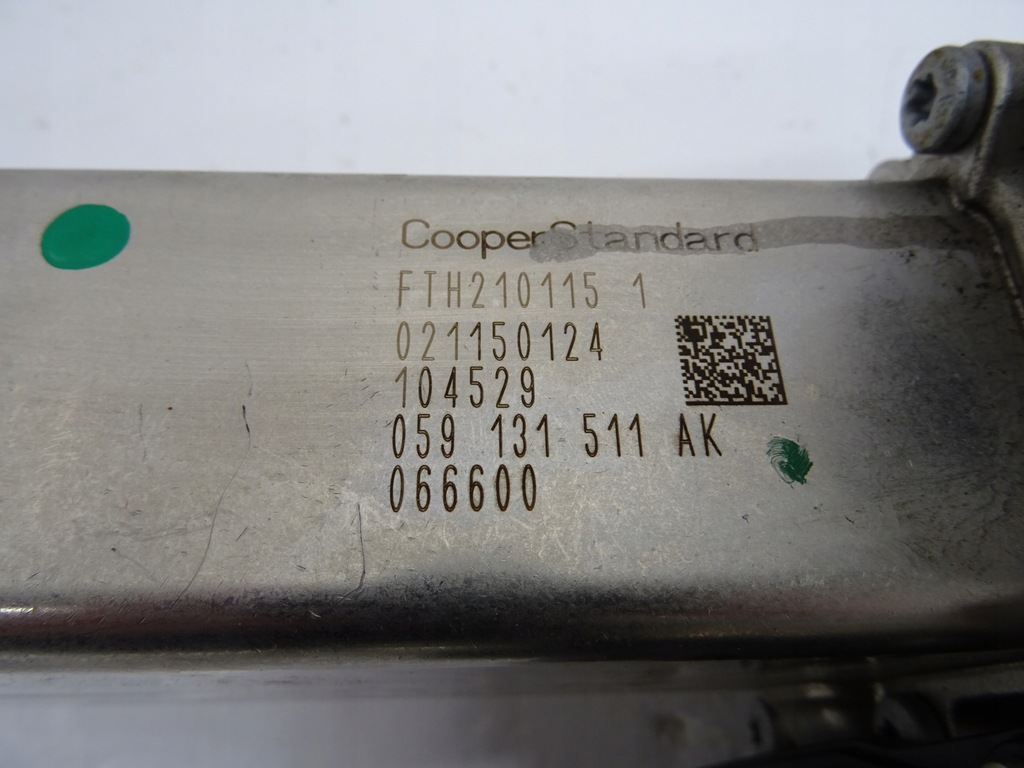 CooperStandard
FTH210115 1
021150124
104529
059 131 511 AK
066600